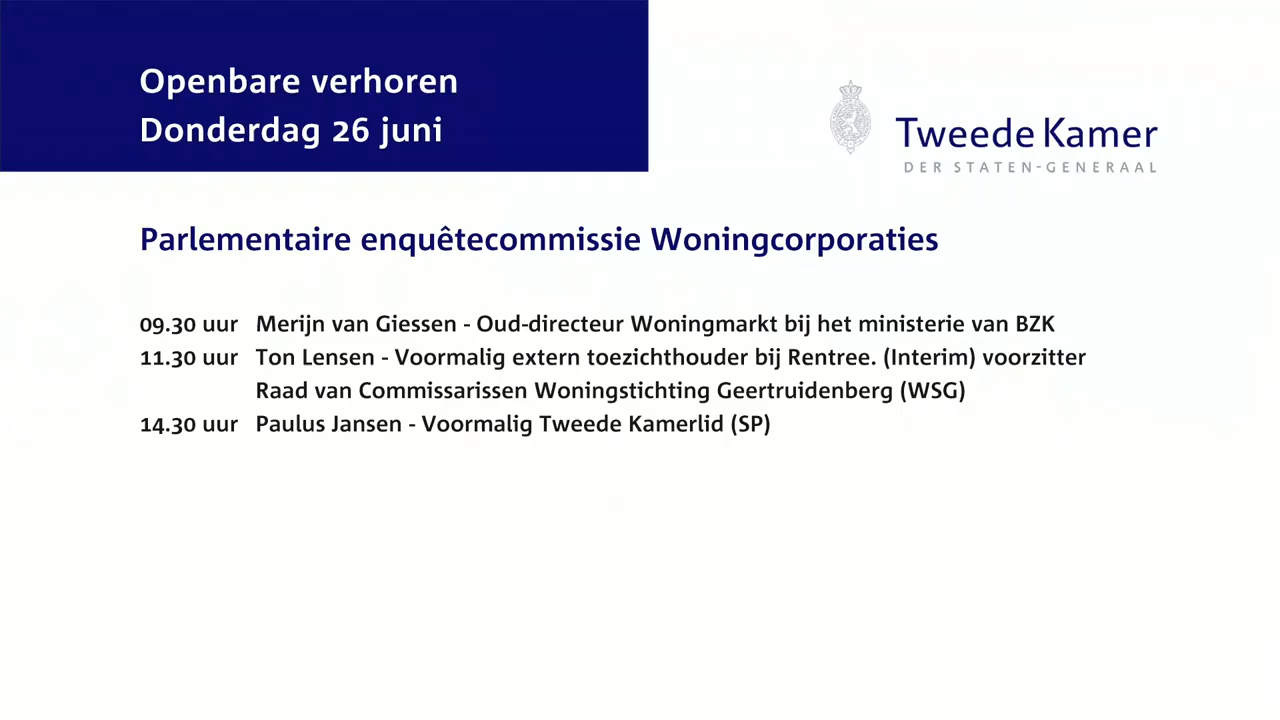 Openbare verhoren
Donderdag 26 juni
Tweede Kamer
DER STATEN-GENERAAL
Parlementaire enquêtecommissie Woningcorporaties
09.30 uur Merijn van Giessen - Oud-directeur Woningmarkt bij het ministerie van BZK
11.30 uur Ton Lensen - Voormalig extern toezichthouder bij Rentree. (Interim) voorzitter
Raad van Commissarissen Woningstichting Geertruidenberg (WSG)
14.30 uur Paulus Jansen - Voormalig Tweede Kamerlid (SP)